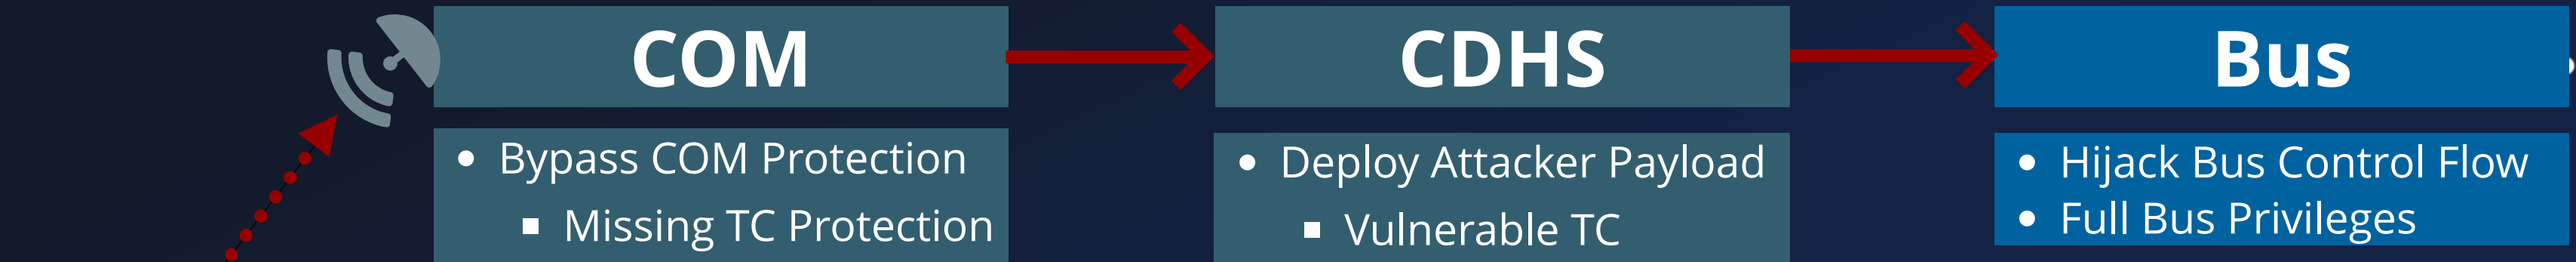 COM
Bypass COM Protection
Missing TC Protection
CDHS
Deploy Attacker Payload
Vulnerable TC
Bus
Hijack Bus Control Flow
Full Bus Privileges